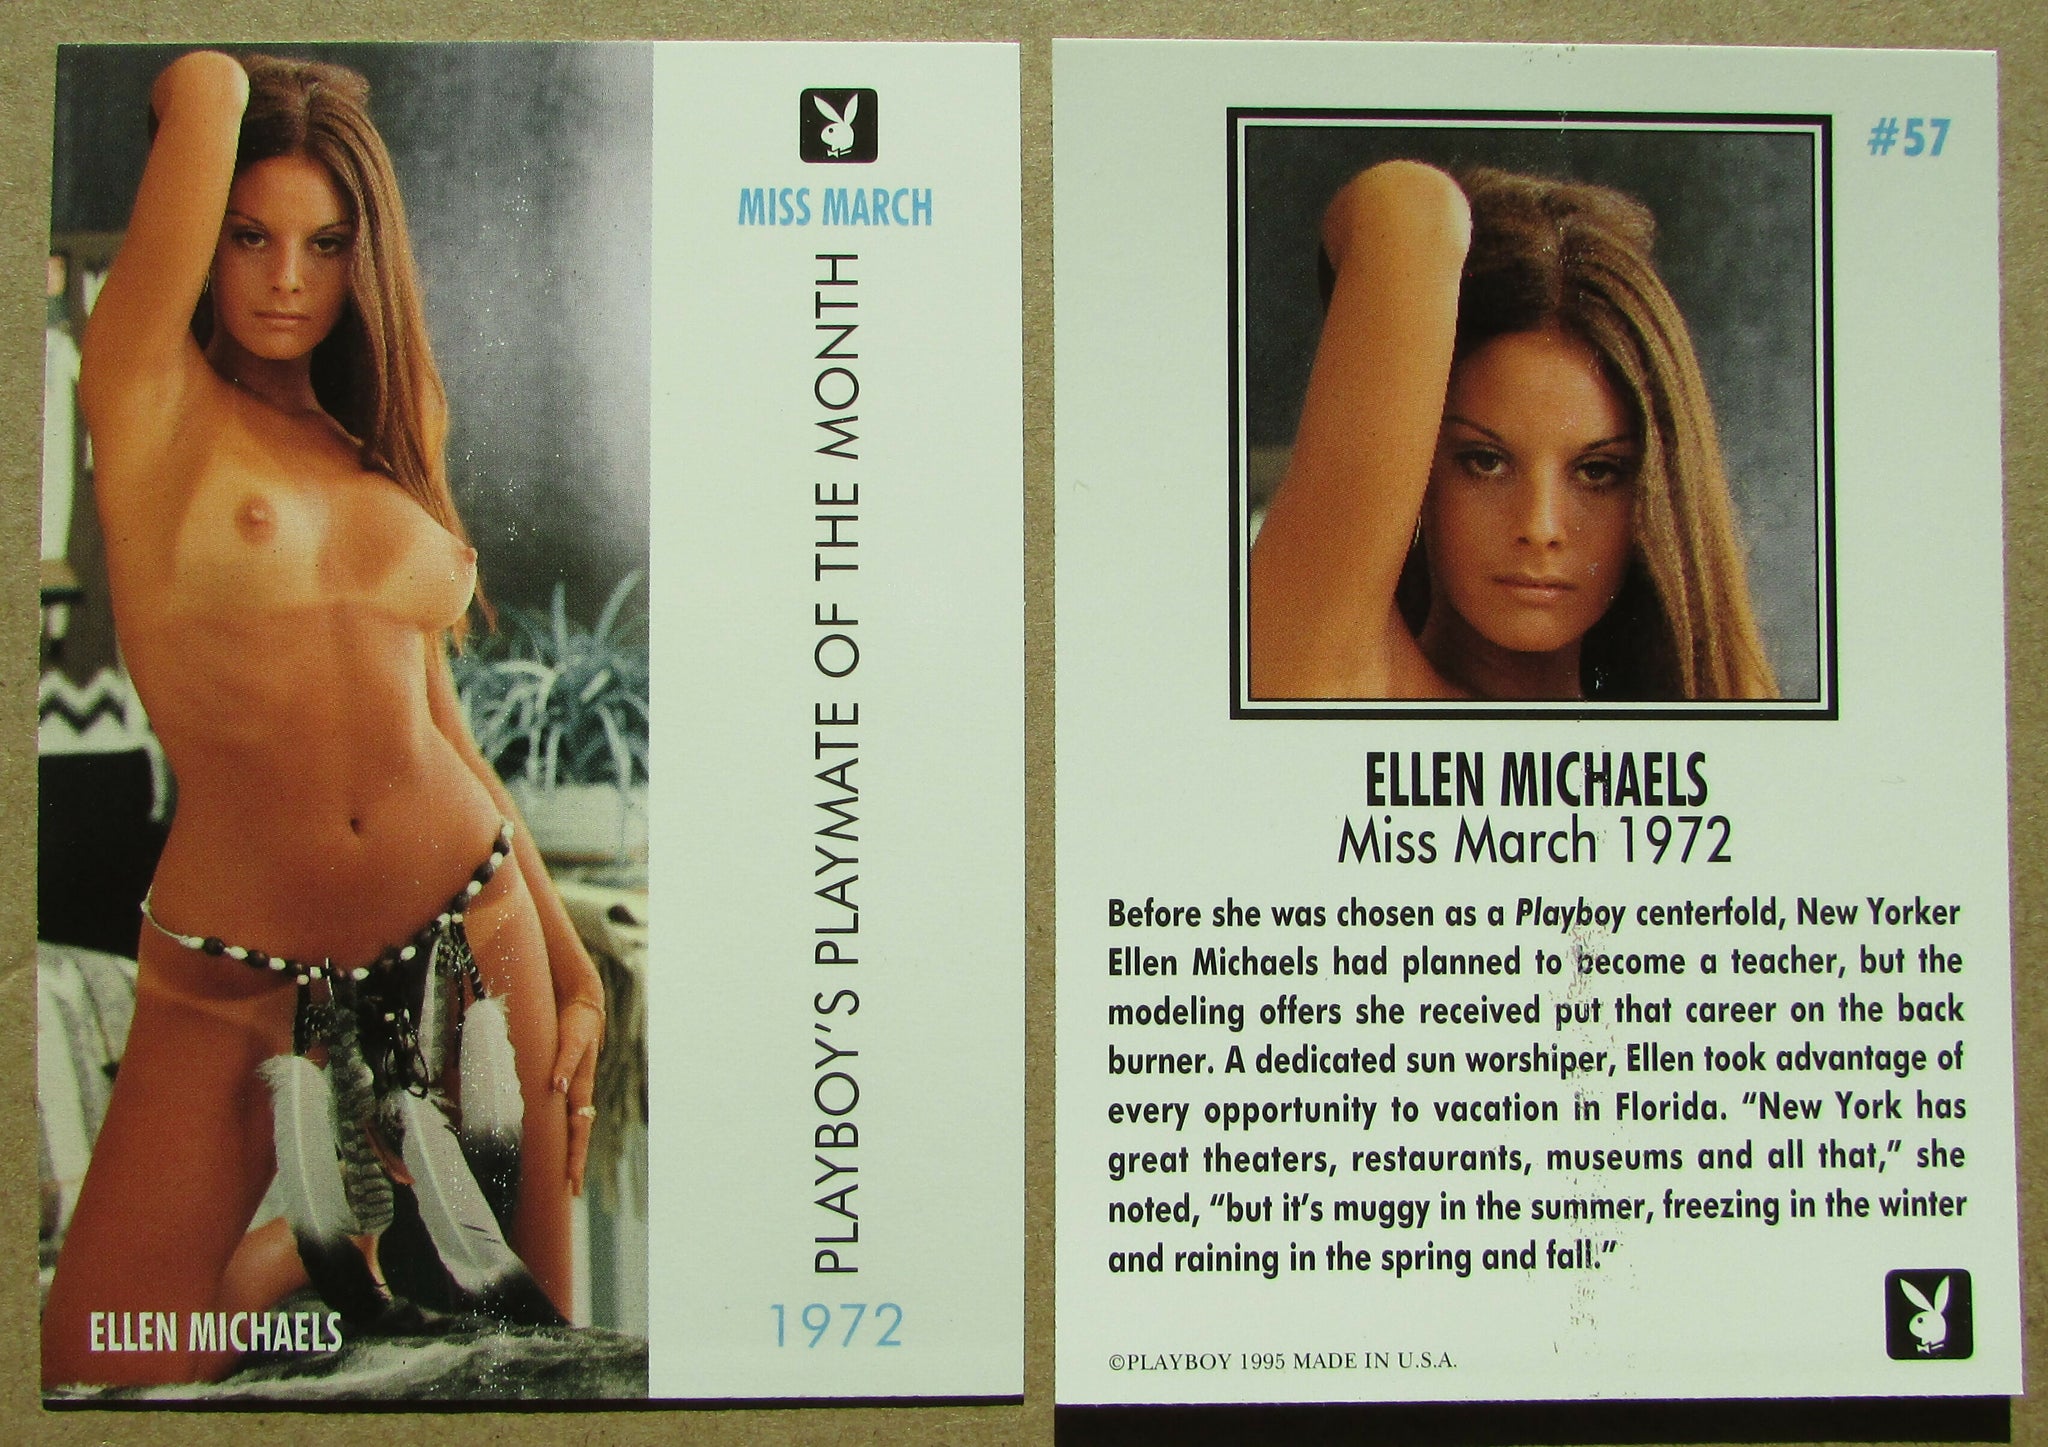 MISS MARCH
PLAYBOY'S PLAYMATE OF THE MONTH
1972
ELLEN MICHAELS
#57
ELLEN MICHAELS
Miss March 1972
Before she was chosen as a Playboy centerfold, New Yorker
Ellen Michaels had planned to become a teacher, but the
modeling offers she received put that career on the back
burner. A dedicated sun worshiper, Ellen took advantage of
every opportunity to vacation in Florida. “New York has
great theaters, restaurants, museums and all that,” she
noted, “but it's muggy in the summer, freezing in the winter
and raining in the spring and fall.”
©PLAYBOY 1995 MADE IN U.S.A.